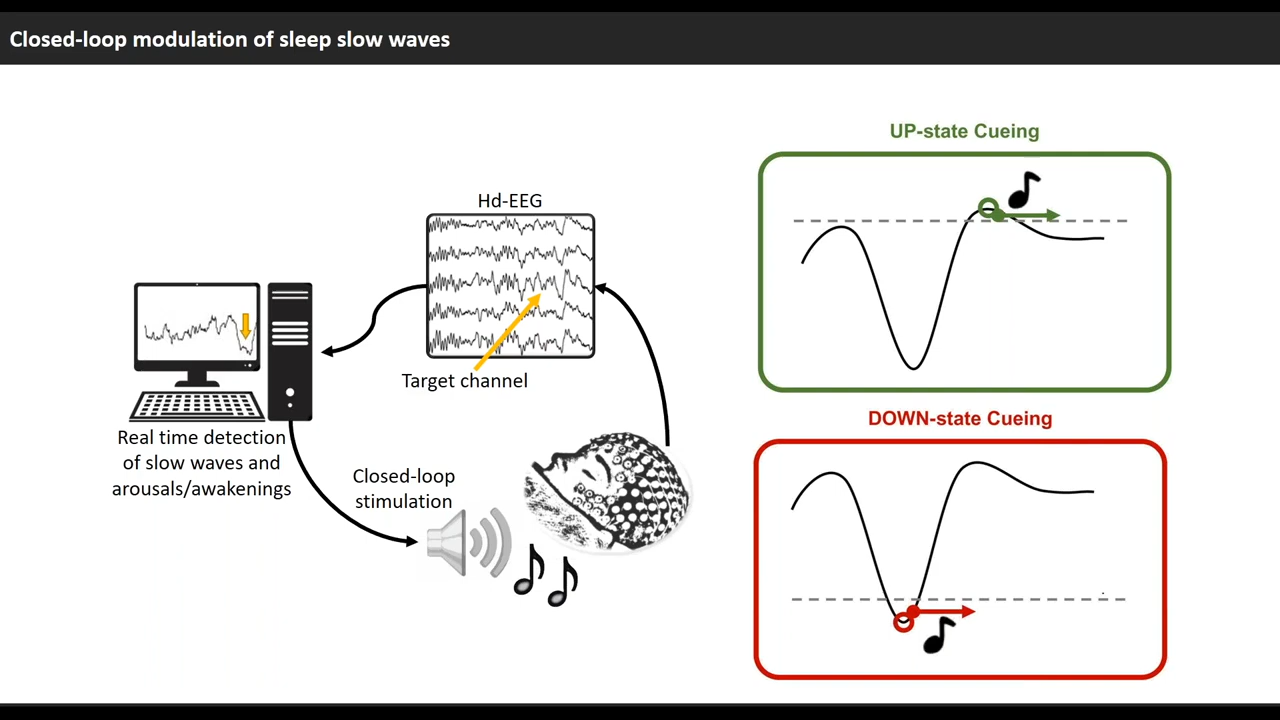 Closed-loop modulation of sleep slow waves
UP-state Cueing
Hd-EEG
Target channel
DOWN-state Cueing
Real time detection
of slow waves and
arousals/awakenings
Closed-loop
stimulation